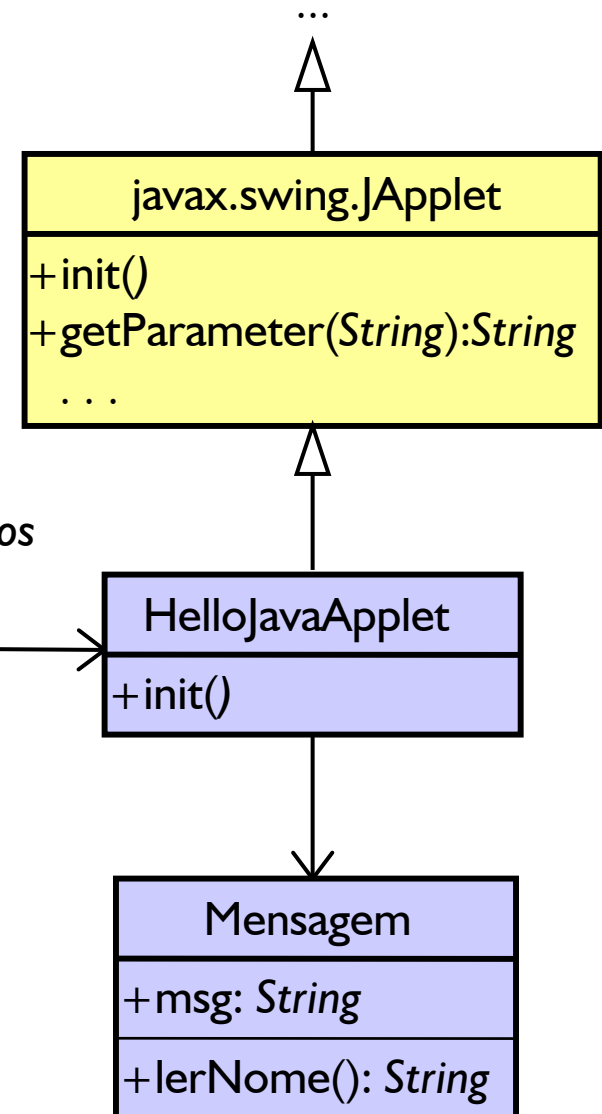 ...
javax.swing.JApplet
+init()
+getParameter(String):String
. . .
os
HelloJavaApplet
+init()
Mensagem
+msg: String
+lerNome(): String